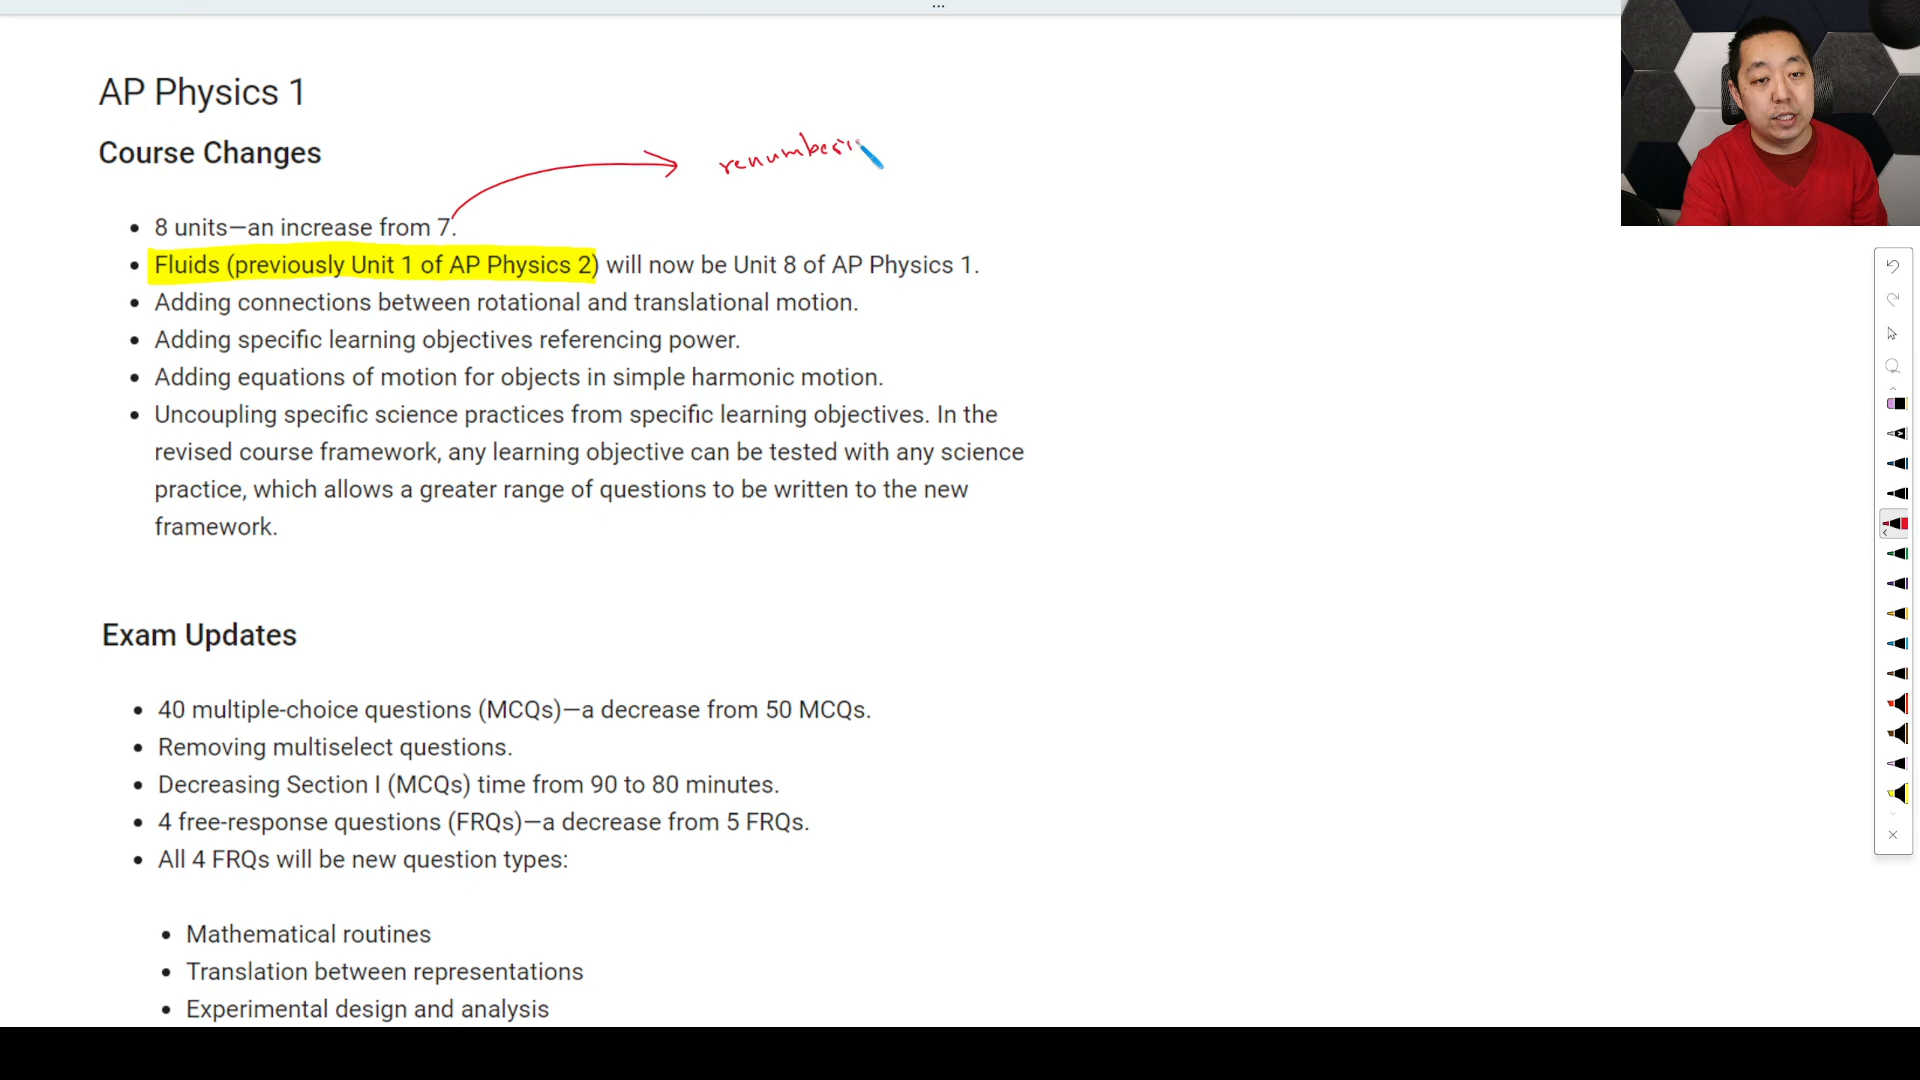 ...
AP Physics 1
Course Changes
renumbesi
8 units—an increase from 7.
Fluids (previously Unit 1 of AP Physics 2) will now be Unit 8 of AP Physics 1.
Adding connections between rotational and translational motion.
Adding specific learning objectives referencing power.
Adding equations of motion for objects in simple harmonic motion.
Uncoupling specific science practices from specific learning objectives. In the
revised course framework, any learning objective can be tested with any science
practice, which allows a greater range of questions to be written to the new
framework.
Exam Updates
40 multiple-choice questions (MCQs)—a decrease from 50 MCQs.
Removing multiselect questions.
Decreasing Section I (MCQs) time from 90 to 80 minutes.
4 free-response questions (FRQs)—a decrease from 5 FRQs.
All 4 FRQs will be new question types:
Mathematical routines
Translation between representations
Experimental design and analysis